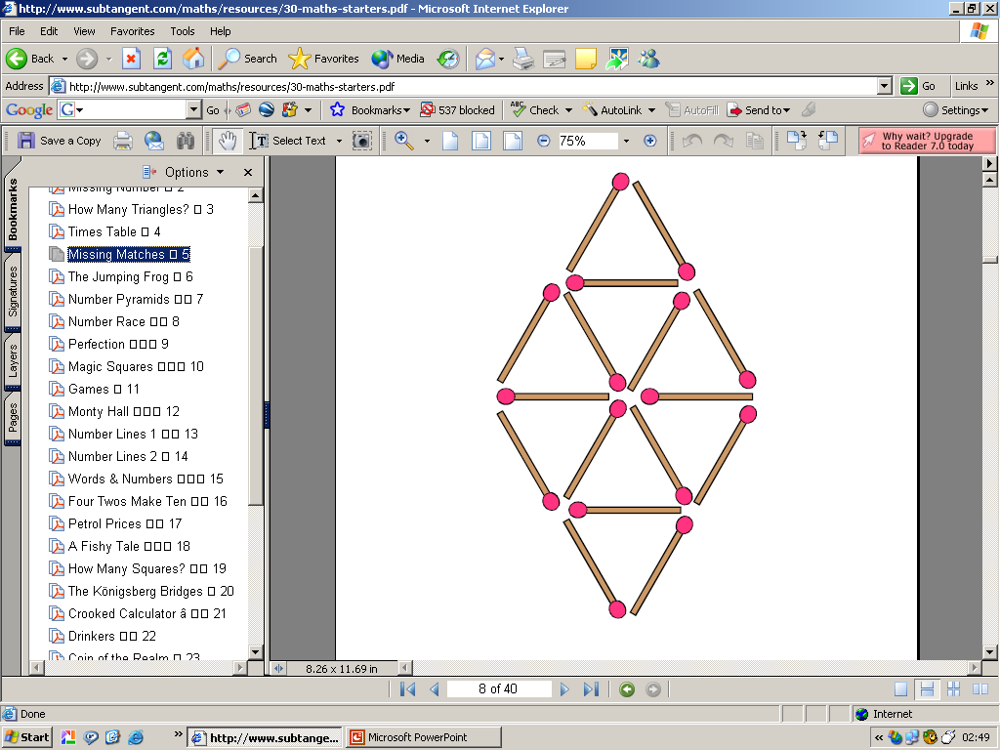 http://www.subtangent.com/maths/resources/30-maths-starters.pdf - Microsoft Internet Explorer
File Edit View Favorites Tools Help
Back Search Favorites Media
Address http://www.subtangent.com/maths/resources/30-maths-starters.pdf Go Links »
Google G Go Bookmarks 537 blocked ABC Check AutoLink AutoFill Send to Settings
Save a Copy Select Text 75% Why wait? Upgrade
to Reader 7.0 today
Bookmarks
Signatures
Layers
Pages
Options
Missing Number □ 2
How Many Triangles? □ 3
Times Table □ 4
Missing Matches □ 5
The Jumping Frog □ 6
Number Pyramids □□ 7
Number Race □□ 8
Perfection □□□ 9
Magic Squares □□□ 10
Games □ 11
Monty Hall □□□ 12
Number Lines 1 □□ 13
Number Lines 2 □ 14
Words & Numbers □□□ 15
Four Twos Make Ten □□ 16
Petrol Prices □□ 17
A Fishy Tale □□□ 18
How Many Squares? □□ 19
The Königsberg Bridges □ 20
Crooked Calculator â □□ 21
Drinkers □□ 22
Coin of the Realm □ 23
8.26 x 11.69 in
8 of 40
Done Internet
Start » http://www.subtange... Microsoft PowerPoint « 02:49